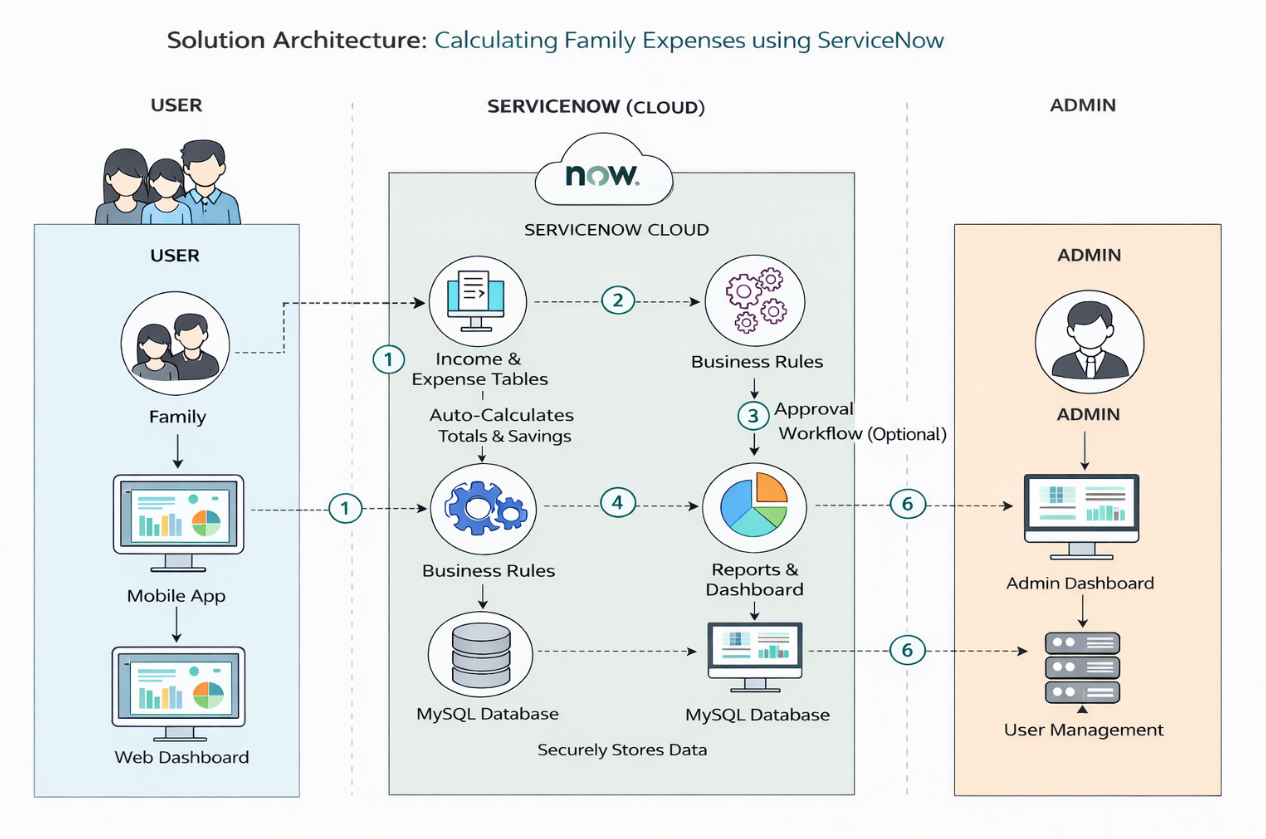 Solution Architecture: Calculating Family Expenses using ServiceNow
USER
SERVICENOW (CLOUD)
ADMIN
now.
SERVICENOW CLOUD
USER
Family
Mobile App
Web Dashboard
1
1
2
Income &
Expense Tables
Auto-Calculates
Totals & Savings
Business Rules
3
Approval
Workflow (Optional)
4
Business Rules
Reports &
Dashboard
MySQL Database
MySQL Database
Securely Stores Data
6
6
ADMIN
ADMIN
Admin Dashboard
User Management